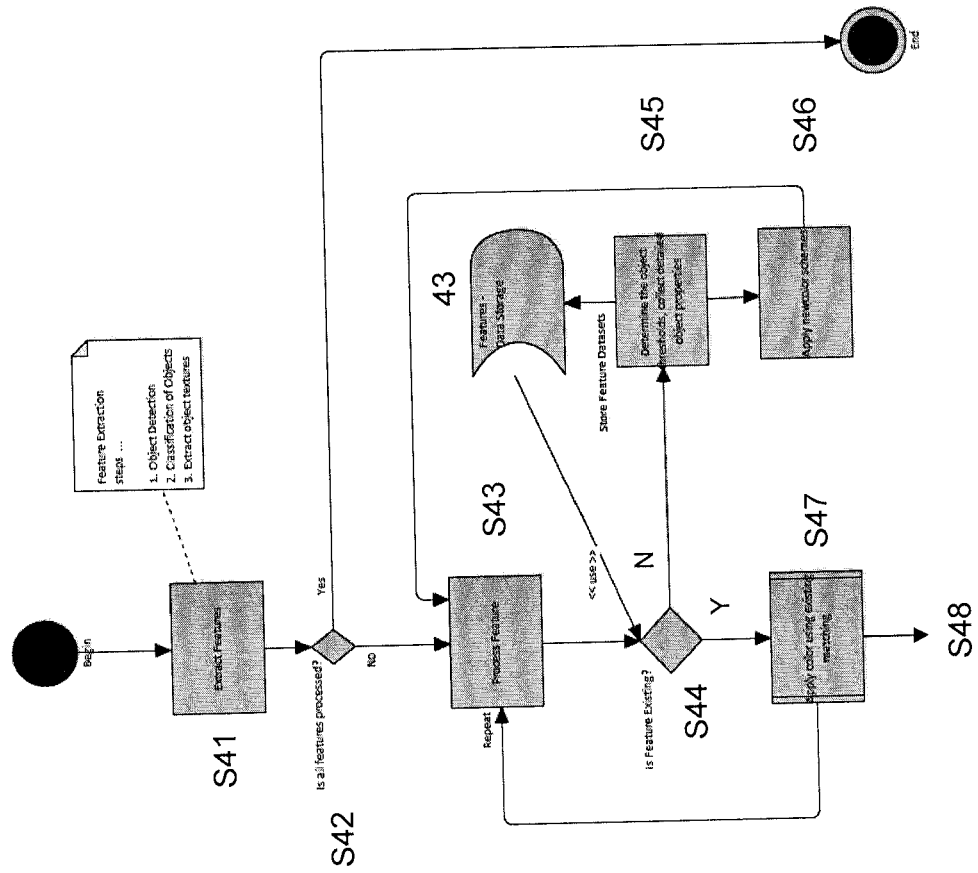 Begin
Extract Features
S41
Feature Extraction
steps ...
1. Object Detection
2. Classification of Objects
3. Extract object textures
Is all features processed?
S42
Yes
No
Process Feature
S43
Repeat
Features -
Data Storage
43
<< use >>
Store Feature Datasets
is Feature Existing?
S44
N
Y
Determine the object
thresholds, collect detailed
object properties
S45
Apply new color schemes
S46
Apply color using Existing
matching
S47
S48
End